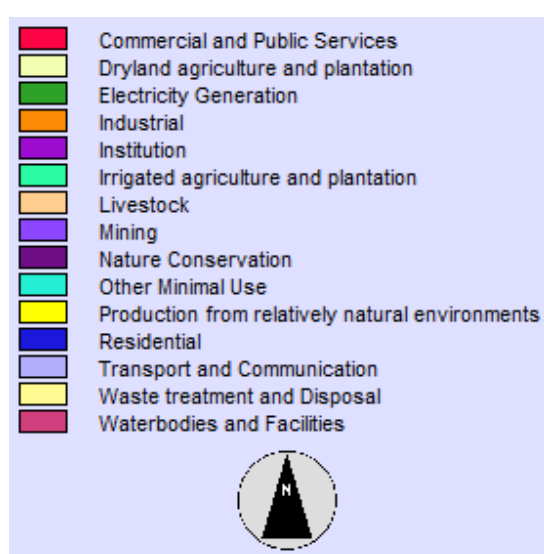 Commercial and Public Services
Dryland agriculture and plantation
Electricity Generation
Industrial
Institution
Irrigated agriculture and plantation
Livestock
Mining
Nature Conservation
Other Minimal Use
Production from relatively natural environments
Residential
Transport and Communication
Waste treatment and Disposal
Waterbodies and Facilities
N